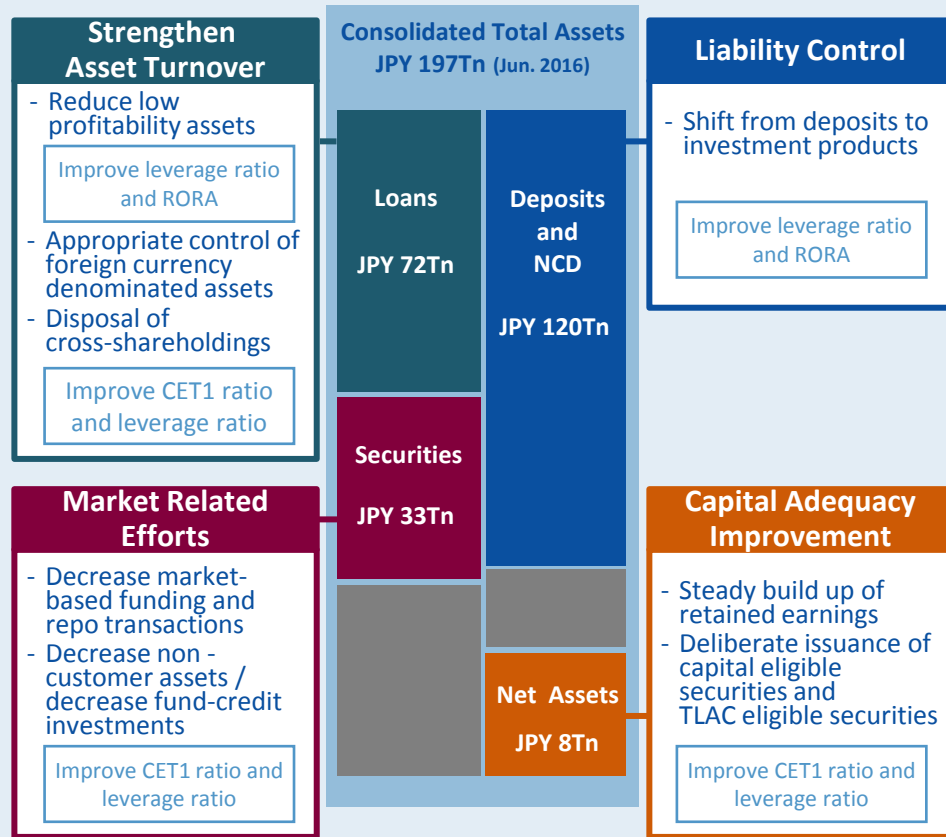 Strengthen
Asset Turnover
- Reduce low
profitability assets
Improve leverage ratio
and RORA
- Appropriate control of
foreign currency
denominated assets
- Disposal of
cross-shareholdings
Improve CET1 ratio
and leverage ratio
Market Related
Efforts
- Decrease market-
based funding and
repo transactions
- Decrease non -
customer assets /
decrease fund-credit
investments
Improve CET1 ratio and
leverage ratio
Consolidated Total Assets
JPY 197Tn (Jun. 2016)
Loans
JPY 72Tn
Securities
JPY 33Tn
Deposits
and
NCD
JPY 120Tn
Net Assets
JPY 8Tn
Liability Control
- Shift from deposits to
investment products
Improve leverage ratio
and RORA
Capital Adequacy
Improvement
- Steady build up of
retained earnings
- Deliberate issuance of
capital eligible
securities and
TLAC eligible securities
Improve CET1 ratio and
leverage ratio